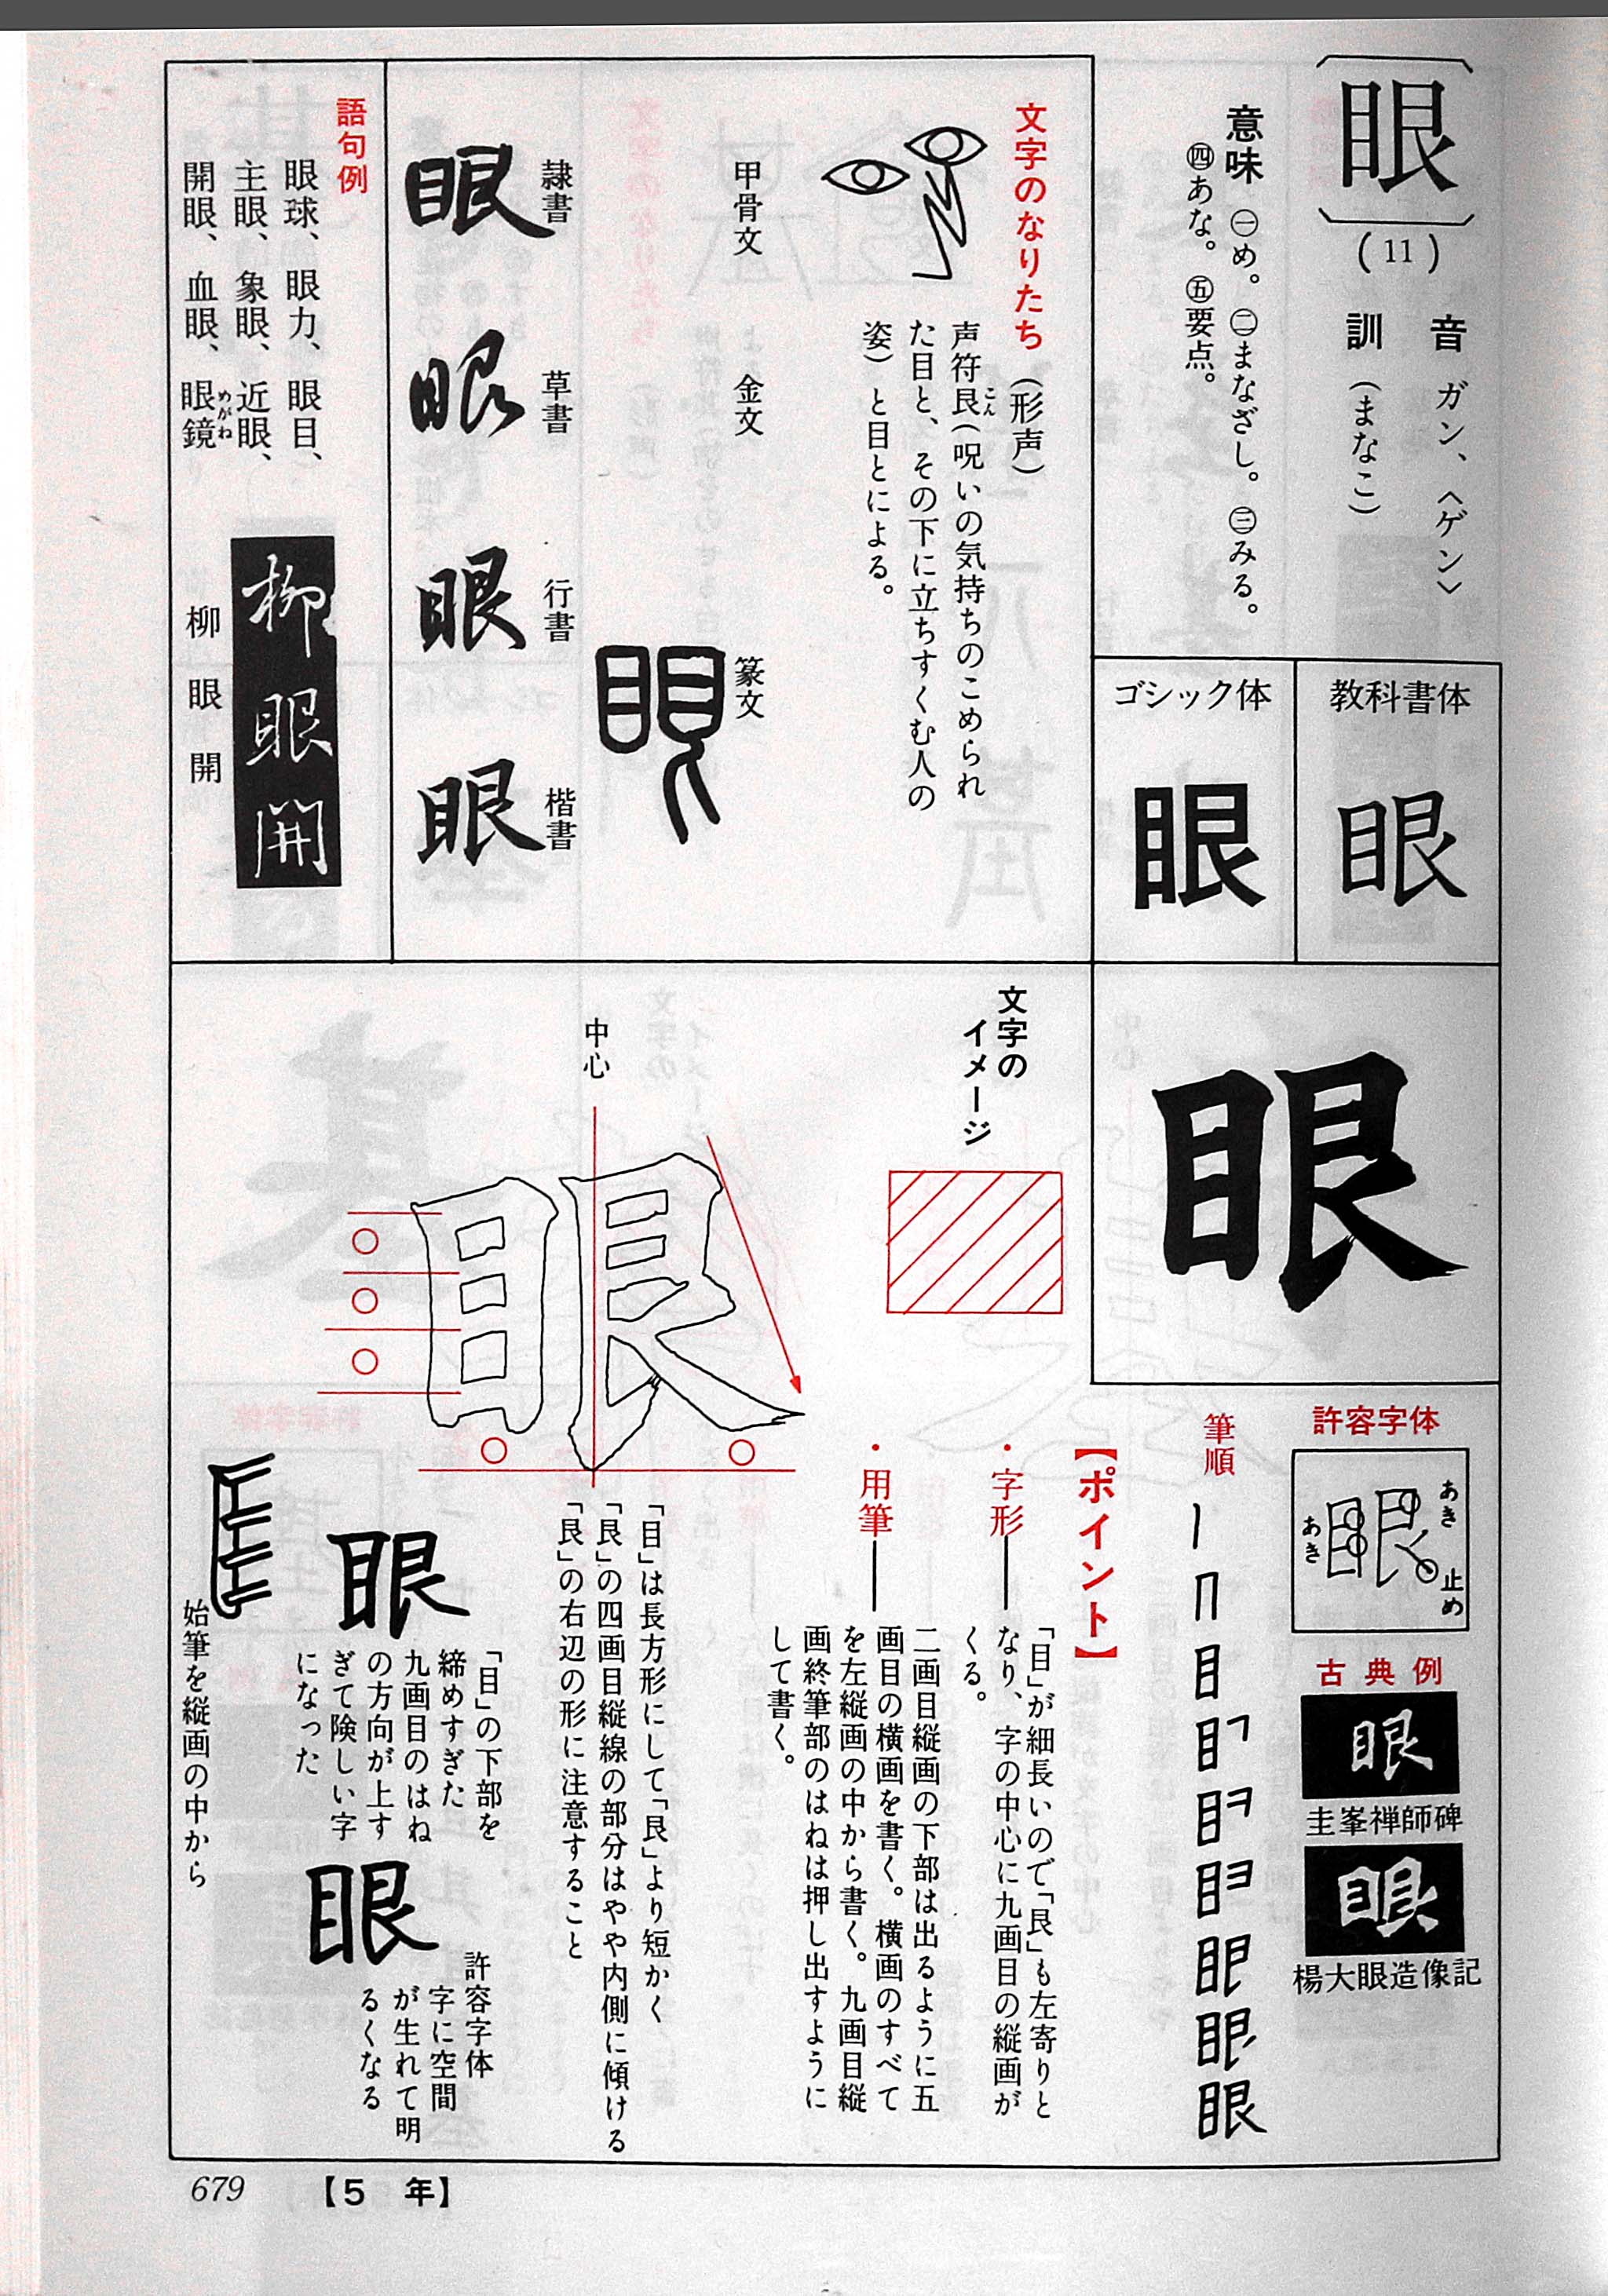 眼
(11)
音 ガン、〈ゲン〉
訓 (まなこ)
意味 ㊀め。㊁まなざし。㊂みる。
㊃あな。㊄要点。
教科書体
眼
ゴシック体
眼
文字のなりたち (形声)
声符艮(呪いの気持ちのこめられ
こん
た目と、その下に立ちすくむ人の
姿)と目とによる。
甲骨文
金文
篆文
眼
隷書
眼
草書
眼
行書
眼
楷書
眼
語句例
眼球、眼力、眼目、
主眼、象眼、近眼、
開眼、血眼、眼鏡
めがね
柳眼開
柳眼開
眼
許容字体
眼
あき
あき
止め
古典例
眼
圭峯禅師碑
眼
楊大眼造像記
筆順
眼
文字の
イメージ
中心
【ポイント】
・字形━━「目」が細長いので「艮」も左寄りと
なり、字の中心に九画目の縦画が
くる。
・用筆━━二画目縦画の下部は出るように五
画目の横画を書く。横画のすべて
を左縦画の中から書く。九画目縦
画終筆部のはねは押し出すように
して書く。
「目」は長方形にして「艮」より短かく
「艮」の四画目縦線の部分はやや内側に傾ける
「艮」の右辺の形に注意すること
眼
「目」の下部を
締めすぎた
九画目のはね
の方向が上す
ぎて険しい字
になった
眼
許容字体
字に空間
が生れて明
るくなる
始筆を縦画の中から
679
【5 年】